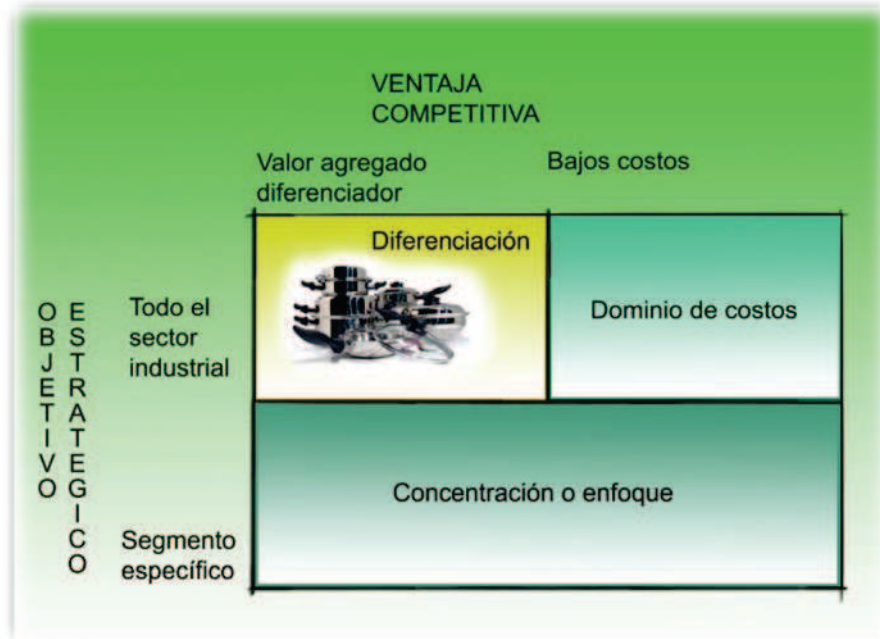 VENTAJA
COMPETITIVA
Valor agregado
diferenciador
Bajos costos
Diferenciación
OBJETIVO
ESTRATEGICO
Todo el
sector
industrial
Dominio de costos
Concentración o enfoque
Segmento
específico